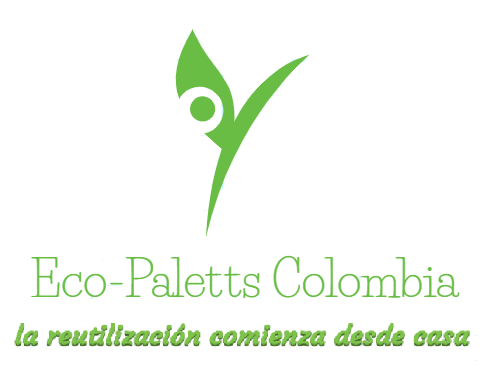 Eco-Paletts Colombia
la reutilización comienza desde casa